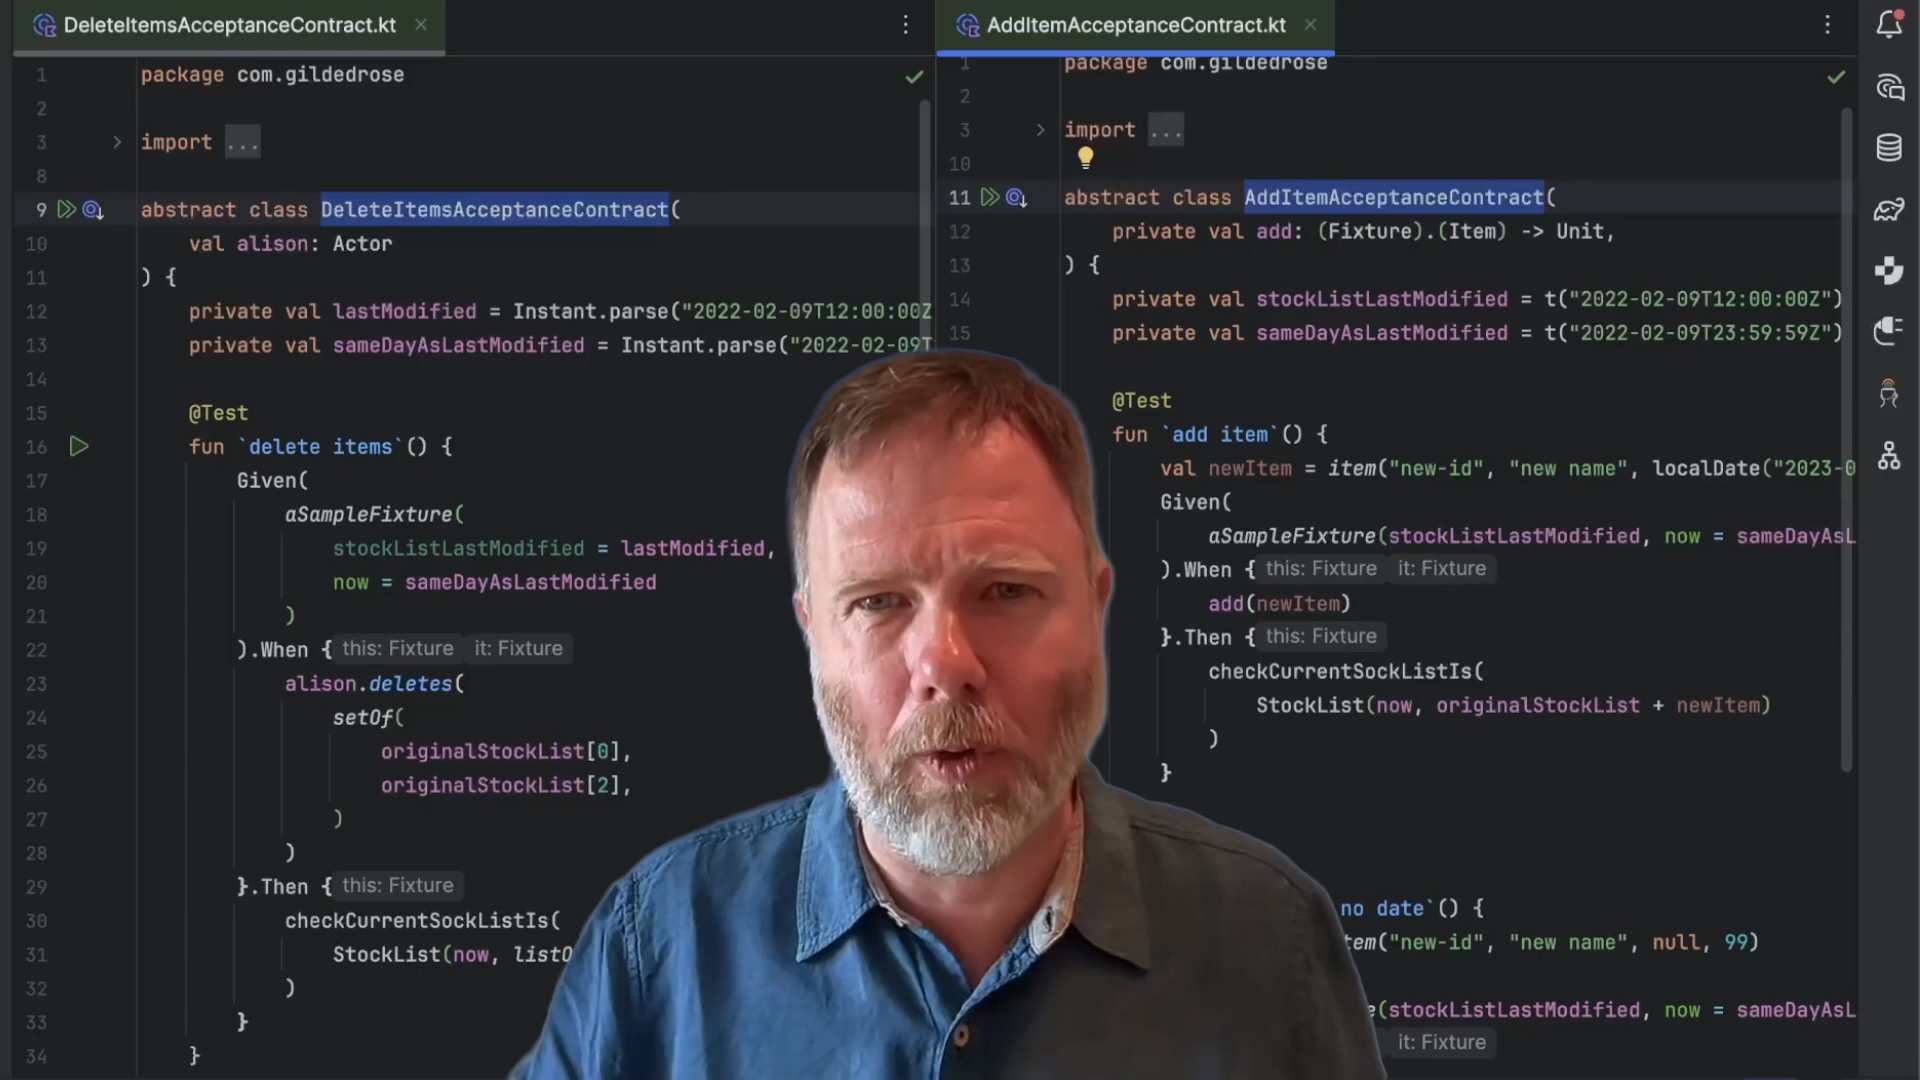 DeleteItemsAcceptanceContract.kt
1 package com.gildedrose
2
3 import ...
8
9 abstract class DeleteItemsAcceptanceContract(
10 val alison: Actor
11 ) {
12 private val lastModified = Instant.parse("2022-02-09T12:00:00Z
13 private val sameDayAsLastModified = Instant.parse("2022-02-09T
14
15 @Test
16 fun `delete items`() {
17 Given(
18 aSampleFixture(
19 stockListLastModified = lastModified,
20 now = sameDayAsLastModified
21 )
22 ).When { this: Fixture it: Fixture
23 alison.deletes(
24 setOf(
25 originalStockList[0],
26 originalStockList[2],
27 )
28 )
29 }.Then { this: Fixture
30 checkCurrentSockListIs(
31 StockList(now, listO
32 )
33 }
34 }
AddItemAcceptanceContract.kt
1 package com.gildedrose
2
3 import ...
10
11 abstract class AddItemAcceptanceContract(
12 private val add: (Fixture).(Item) -> Unit,
13 ) {
14 private val stockListLastModified = t("2022-02-09T12:00:00Z")
15 private val sameDayAsLastModified = t("2022-02-09T23:59:59Z")
@Test
fun `add item`() {
val newItem = item("new-id", "new name", localDate("2023-0
Given(
aSampleFixture(stockListLastModified, now = sameDayAsL
).When { this: Fixture it: Fixture
add(newItem)
}.Then { this: Fixture
checkCurrentSockListIs(
StockList(now, originalStockList + newItem)
)
}
no date`() {
tem("new-id", "new name", null, 99)
e(stockListLastModified, now = sameDayAsL
it: Fixture